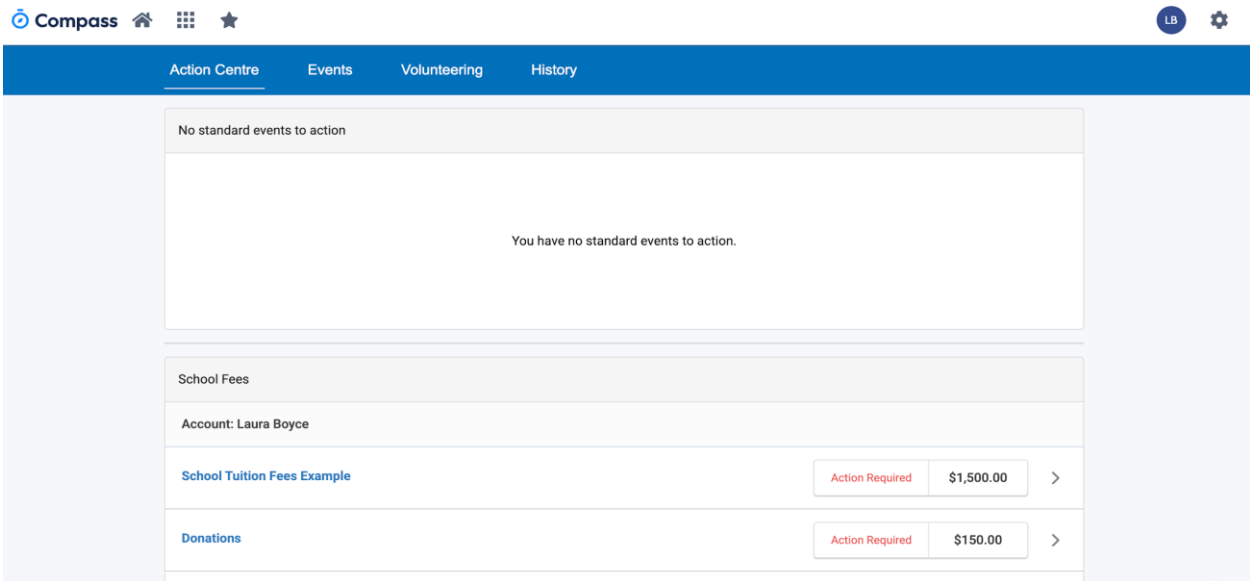 Compass
LB
Action Centre Events Volunteering History
No standard events to action
You have no standard events to action.
School Fees
Account: Laura Boyce
School Tuition Fees Example Action Required $1,500.00
Donations Action Required $150.00